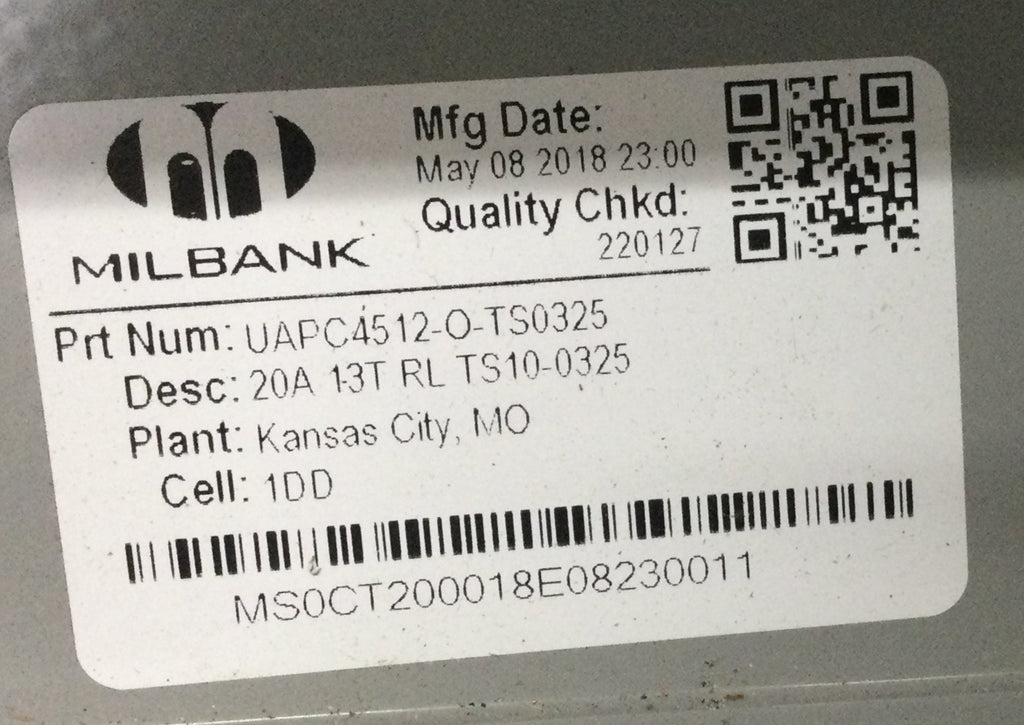 MILBANK
Mfg Date:
May 08 2018 23:00
Quality Chkd:
220127
Prt Num: UAPC4512-O-TS0325
Desc: 20A 13T RL TS10-0325
Plant: Kansas City, MO
Cell: 1DD
MS0CT200018E08230011